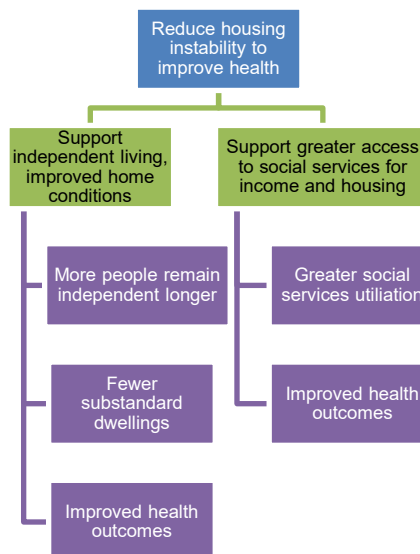 Reduce housing
instability to
improve health
Support
independent living,
improved home
conditions
Support greater access
to social services for
income and housing
More people remain
independent longer
Greater social
services utiliation
Fewer
substandard
dwellings
Improved health
outcomes
Improved health
outcomes